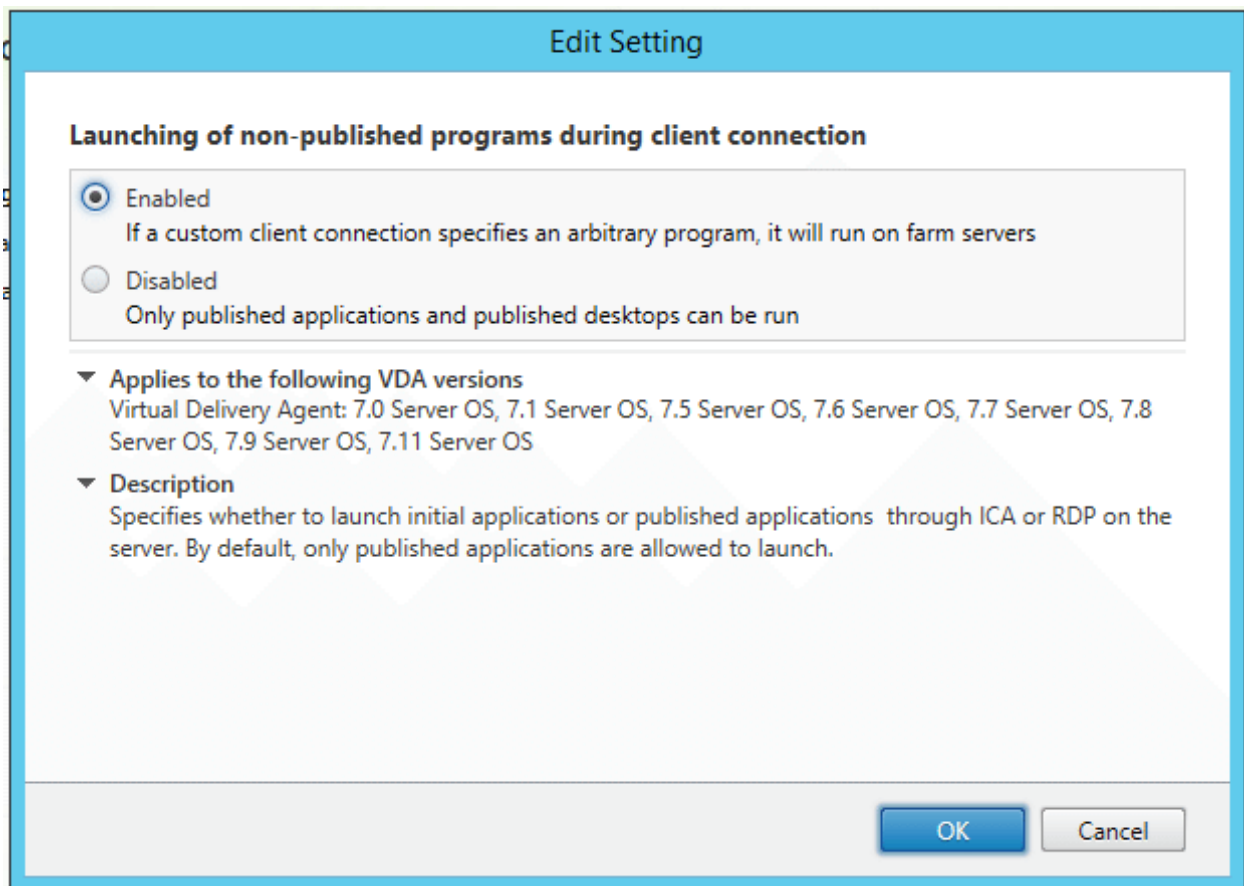 Edit Setting
Launching of non-published programs during client connection
Enabled
If a custom client connection specifies an arbitrary program, it will run on farm servers
Disabled
Only published applications and published desktops can be run
Applies to the following VDA versions
Virtual Delivery Agent: 7.0 Server OS, 7.1 Server OS, 7.5 Server OS, 7.6 Server OS, 7.7 Server OS, 7.8
Server OS, 7.9 Server OS, 7.11 Server OS
Description
Specifies whether to launch initial applications or published applications  through ICA or RDP on the
server. By default, only published applications are allowed to launch.
OK
Cancel